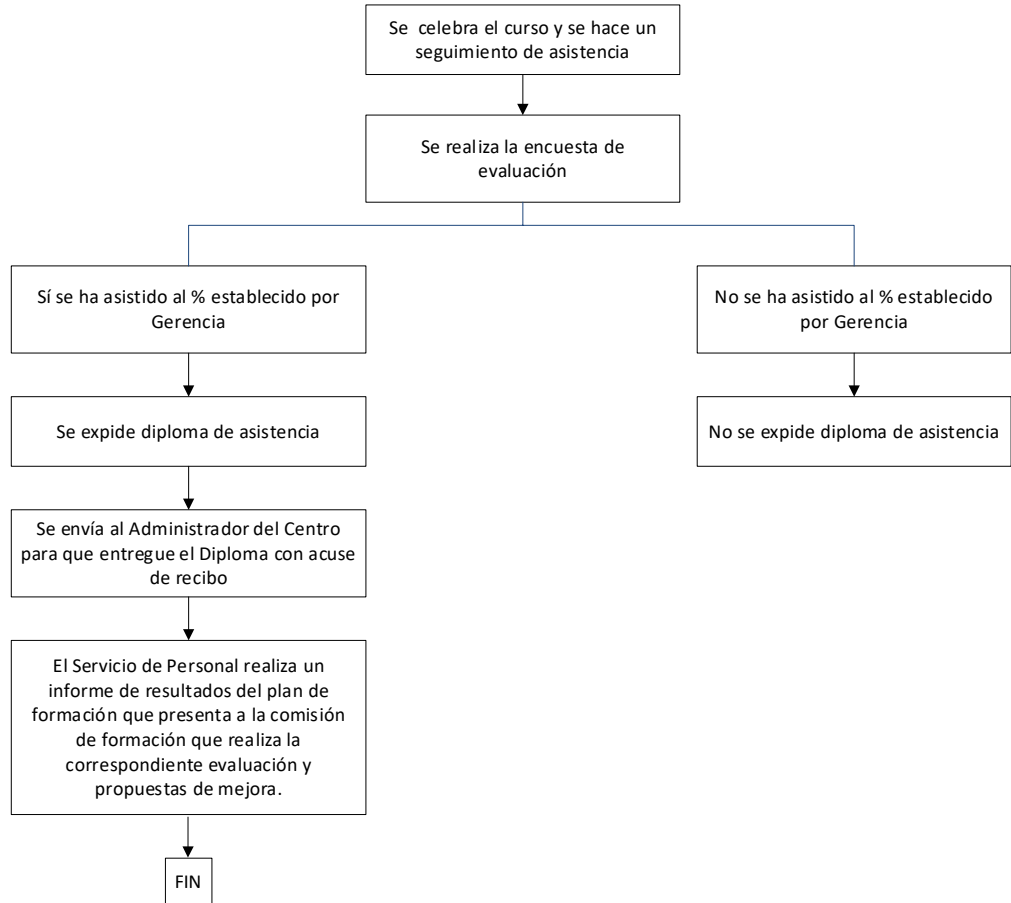 Se celebra el curso y se hace un
seguimiento de asistencia
Se realiza la encuesta de
evaluación
Sí se ha asistido al % establecido por
Gerencia
No se ha asistido al % establecido
por Gerencia
Se expide diploma de asistencia
No se expide diploma de asistencia
Se envía al Administrador del Centro
para que entregue el Diploma con acuse
de recibo
El Servicio de Personal realiza un
informe de resultados del plan de
formación que presenta a la comisión
de formación que realiza la
correspondiente evaluación y
propuestas de mejora.
FIN